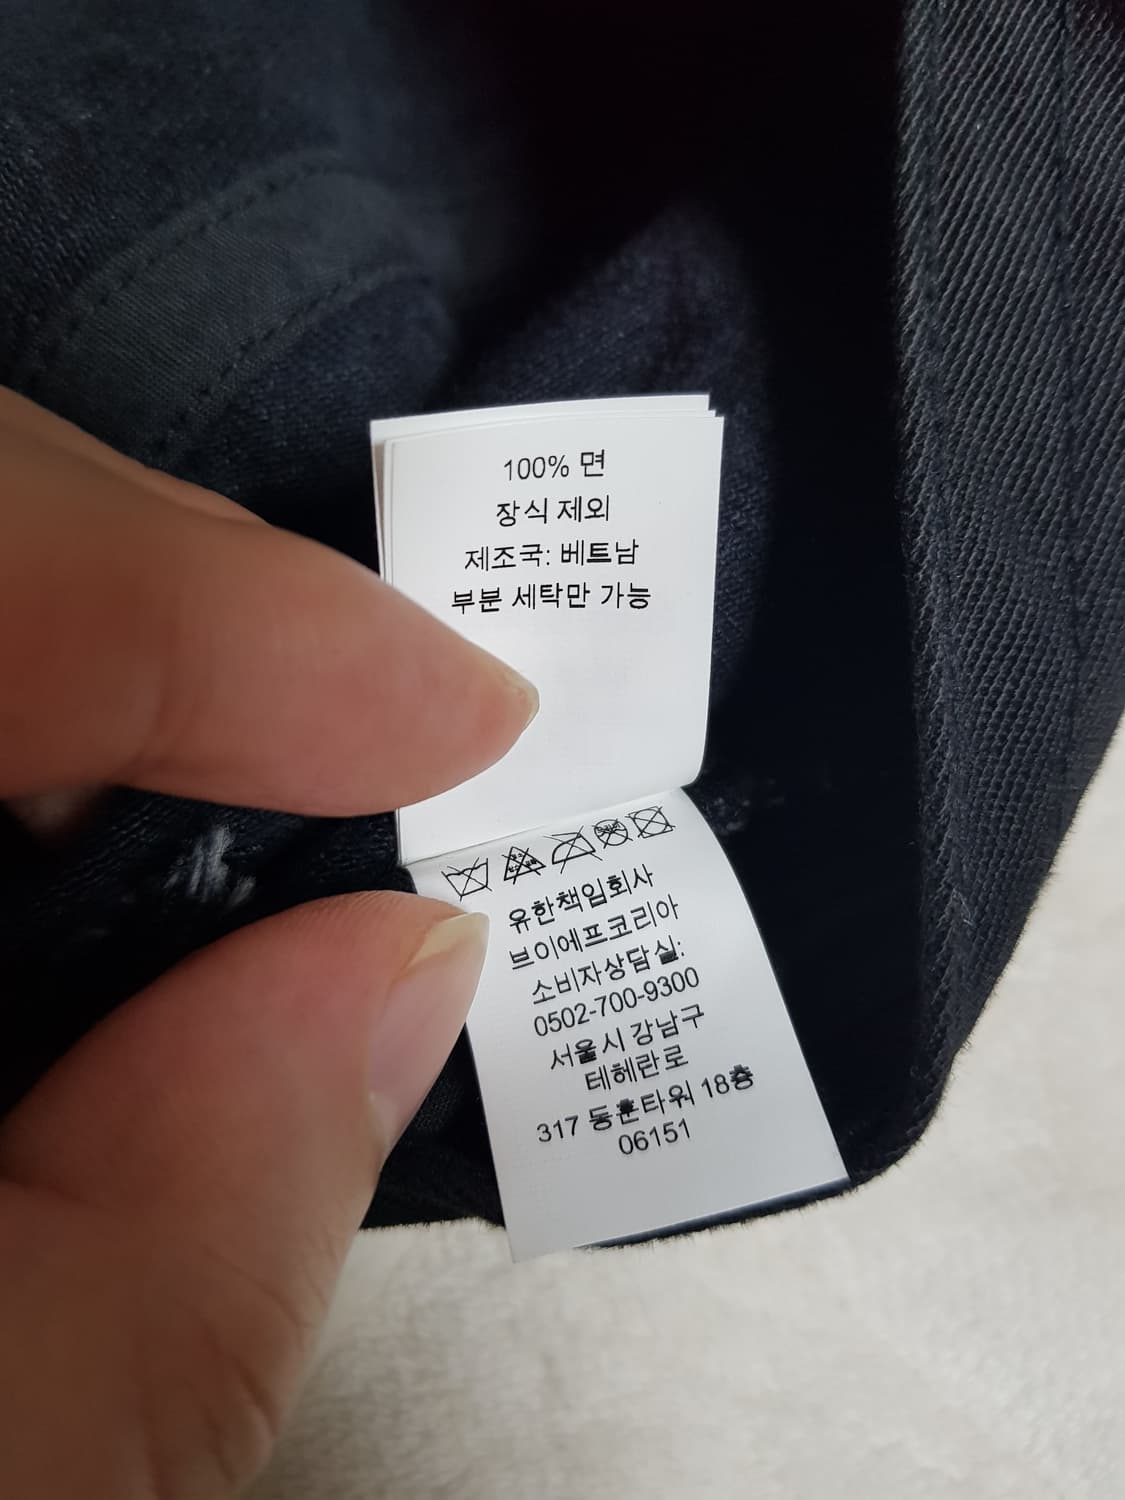 100% 면
장식 제외
제조국: 베트남
부분 세탁만 가능
유한책임회사
브이에프코리아
소비자상담실:
0502-700-9300
서울시 강남구
테헤란로
317 동훈타워 18층
06151